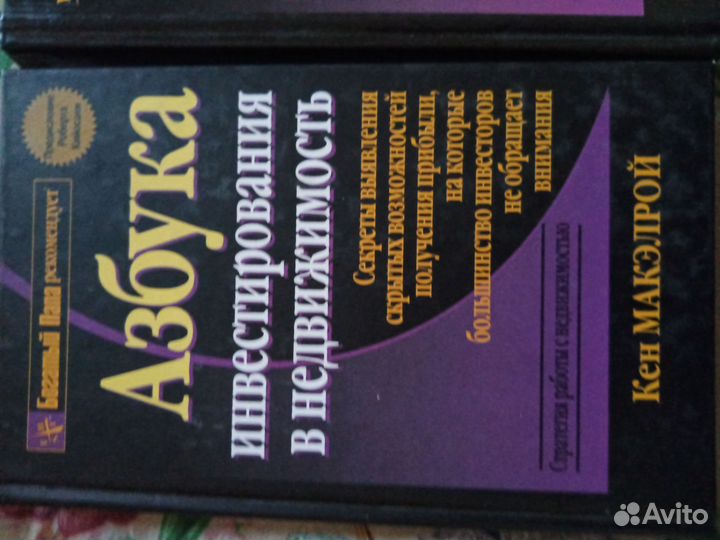 Богатый Папа рекомендует
Азбука
инвестирования
в недвижимость
Секреты выявления
скрытых возможностей
получения прибыли,
на которые
большинство инвесторов
не обращает
внимания
Стратегия работы с недвижимостью
Кен МАКЭЛРОЙ
Avito